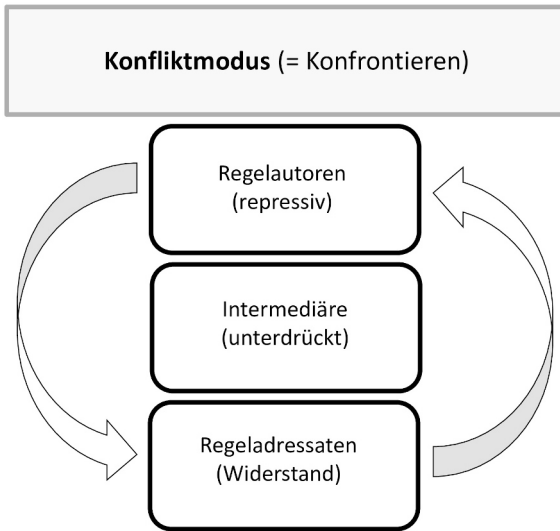 Konfliktmodus (= Konfrontieren)
Regelautoren
(repressiv)
Intermediäre
(unterdrückt)
Regeladressaten
(Widerstand)